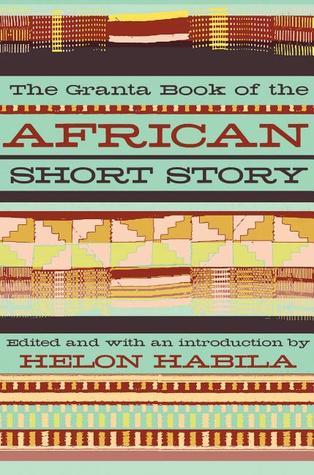 The Granta Book of the
AFRICAN
SHORT STORY
Edited and with an introduction by
HELON HABILA